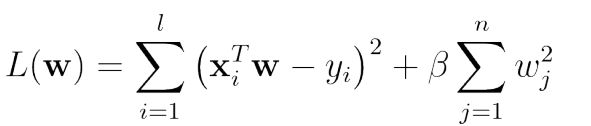 L(𝐰) = ∑_{i=1}^{l} (𝐱_i^T 𝐰 − y_i)^2 + β ∑_{j=1}^{n} w_j^2